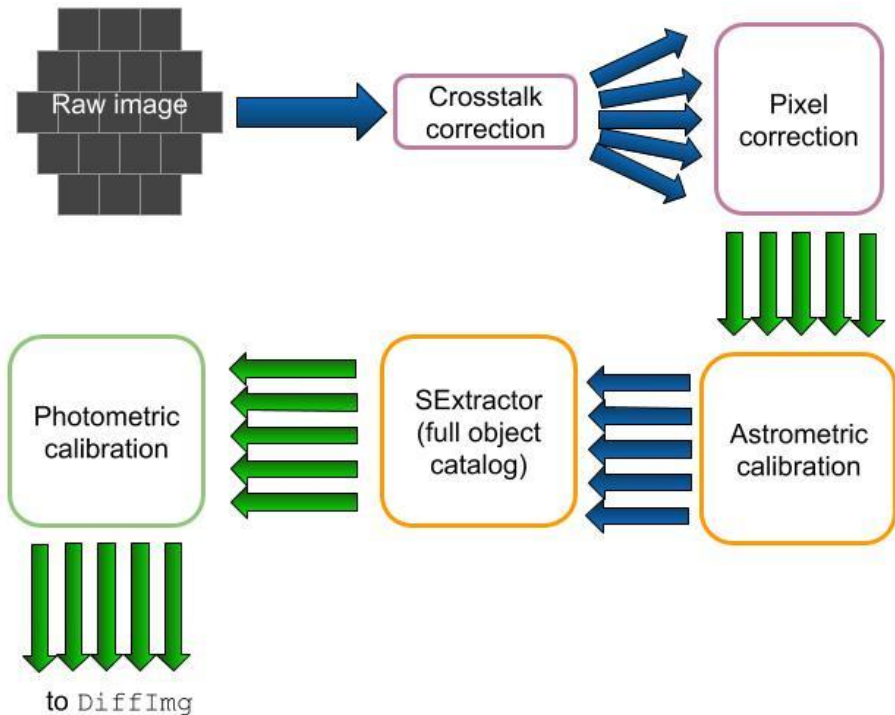 Raw image
Crosstalk
correction
Pixel
correction
Astrometric
calibration
SExtractor
(full object
catalog)
Photometric
calibration
to DiffImg